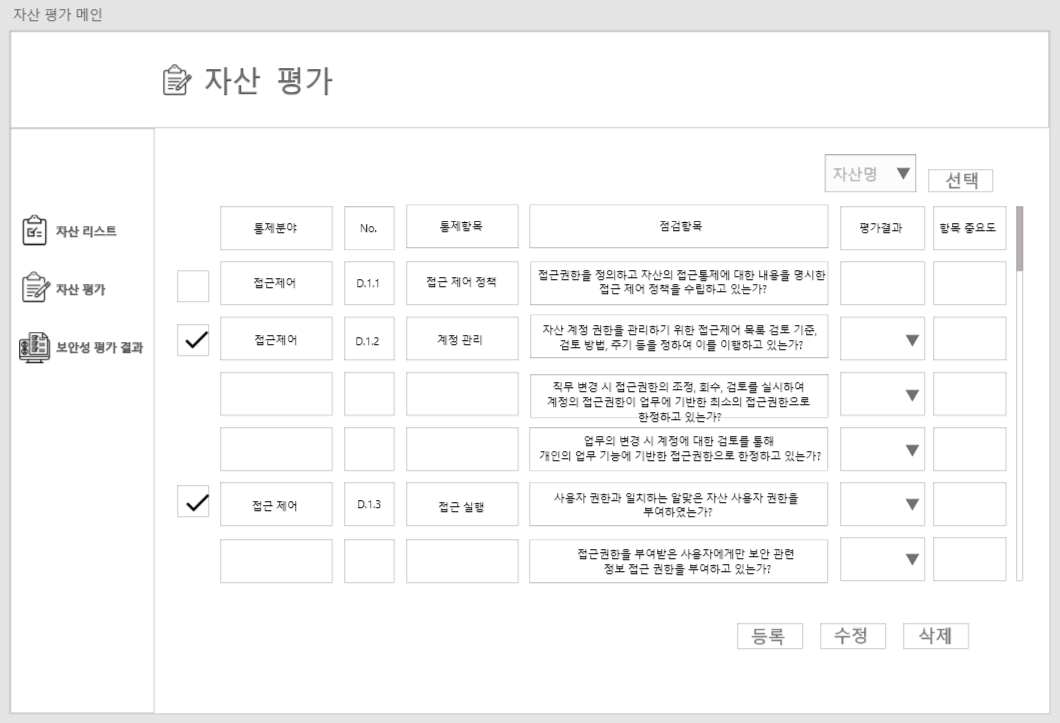 자산 평가 메인
자산 평가
자산명
선택
자산 리스트
자산 평가
보안성 평가 결과
통제분야 No. 통제항목 점검항목 평가결과 항목 중요도
접근제어 D.1.1 접근 제어 정책
접근권한을 정의하고 자산의 접근통제에 대한 내용을 명시한
접근 제어 정책을 수립하고 있는가?
접근제어 D.1.2 계정 관리
자산 계정 권한을 관리하기 위한 접근제어 목록 검토 기준,
검토 방법, 주기 등을 정하여 이를 이행하고 있는가?
직무 변경 시 접근권한의 조정, 회수, 검토를 실시하여
계정의 접근권한이 업무에 기반한 최소의 접근권한으로
한정하고 있는가?
업무의 변경 시 계정에 대한 검토를 통해
개인의 업무 기능에 기반한 접근권한으로 한정하고 있는가?
접근 제어 D.1.3 접근 실행
사용자 권한과 일치하는 알맞은 자산 사용자 권한을
부여하였는가?
접근권한을 부여받은 사용자에게만 보안 관련
정보 접근 권한을 부여하고 있는가?
등록 수정 삭제